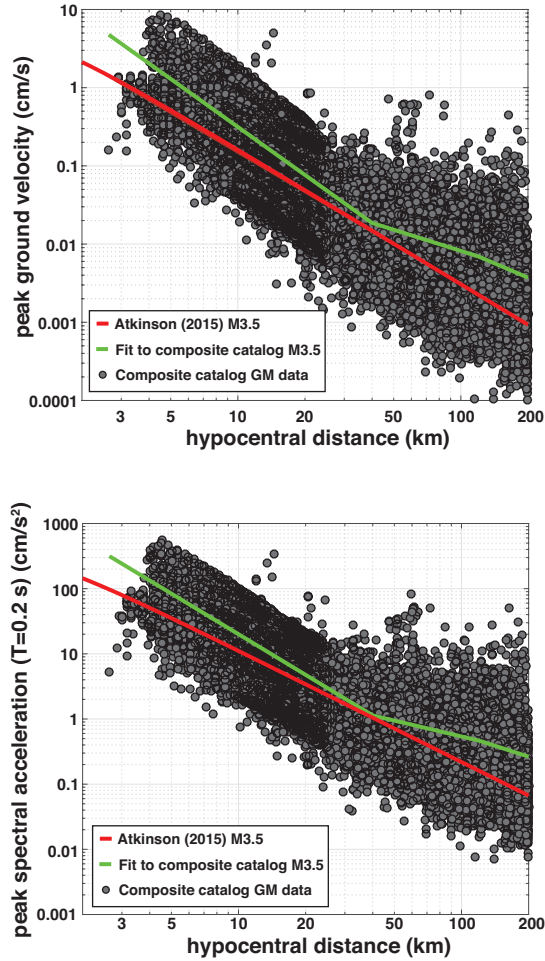 10
1
0.1
0.01
0.001
0.0001
peak ground velocity (cm/s)
Atkinson (2015) M3.5
Fit to composite catalog M3.5
Composite catalog GM data
3 5 10 20 50 100 200
hypocentral distance (km)
1000
100
10
1
0.1
0.01
0.001
peak spectral acceleration (T=0.2 s) (cm/s²)
Atkinson (2015) M3.5
Fit to composite catalog M3.5
Composite catalog GM data
3 5 10 20 50 100 200
hypocentral distance (km)